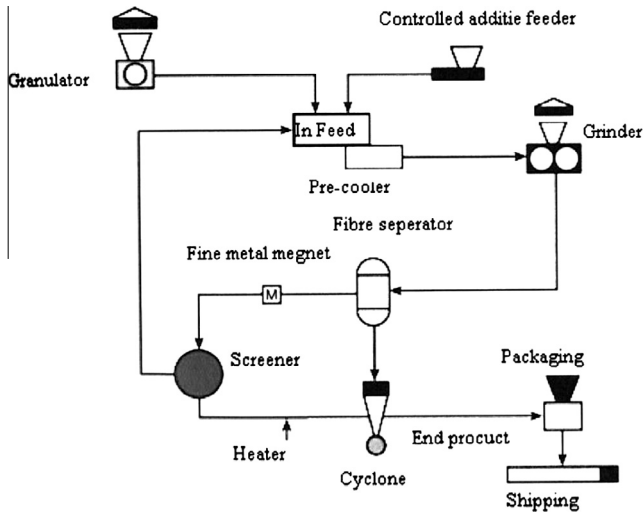 Controlled additie feeder
Granulator
In Feed
Grinder
Pre-cooler
Fibre seperator
Fine metal megnet
M
Screener
Packaging
Heater
Cyclone
End procuct
Shipping